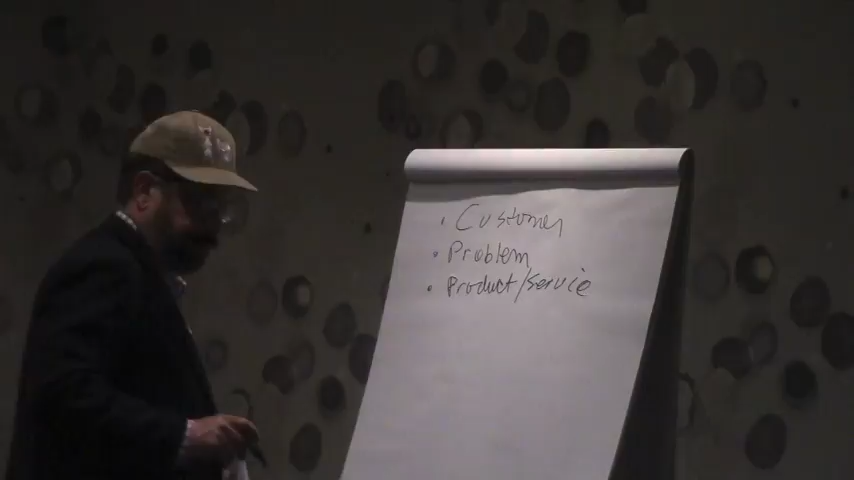 • Customer
• Problem
• Product/Service